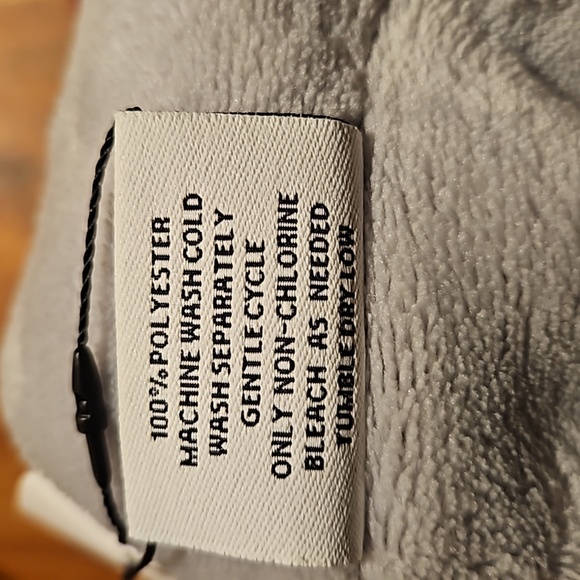 100% POLYESTER
MACHINE WASH COLD
WASH SEPARATELY
GENTLE CYCLE
ONLY NON-CHLORINE
BLEACH AS NEEDED
TUMBLE DRY LOW